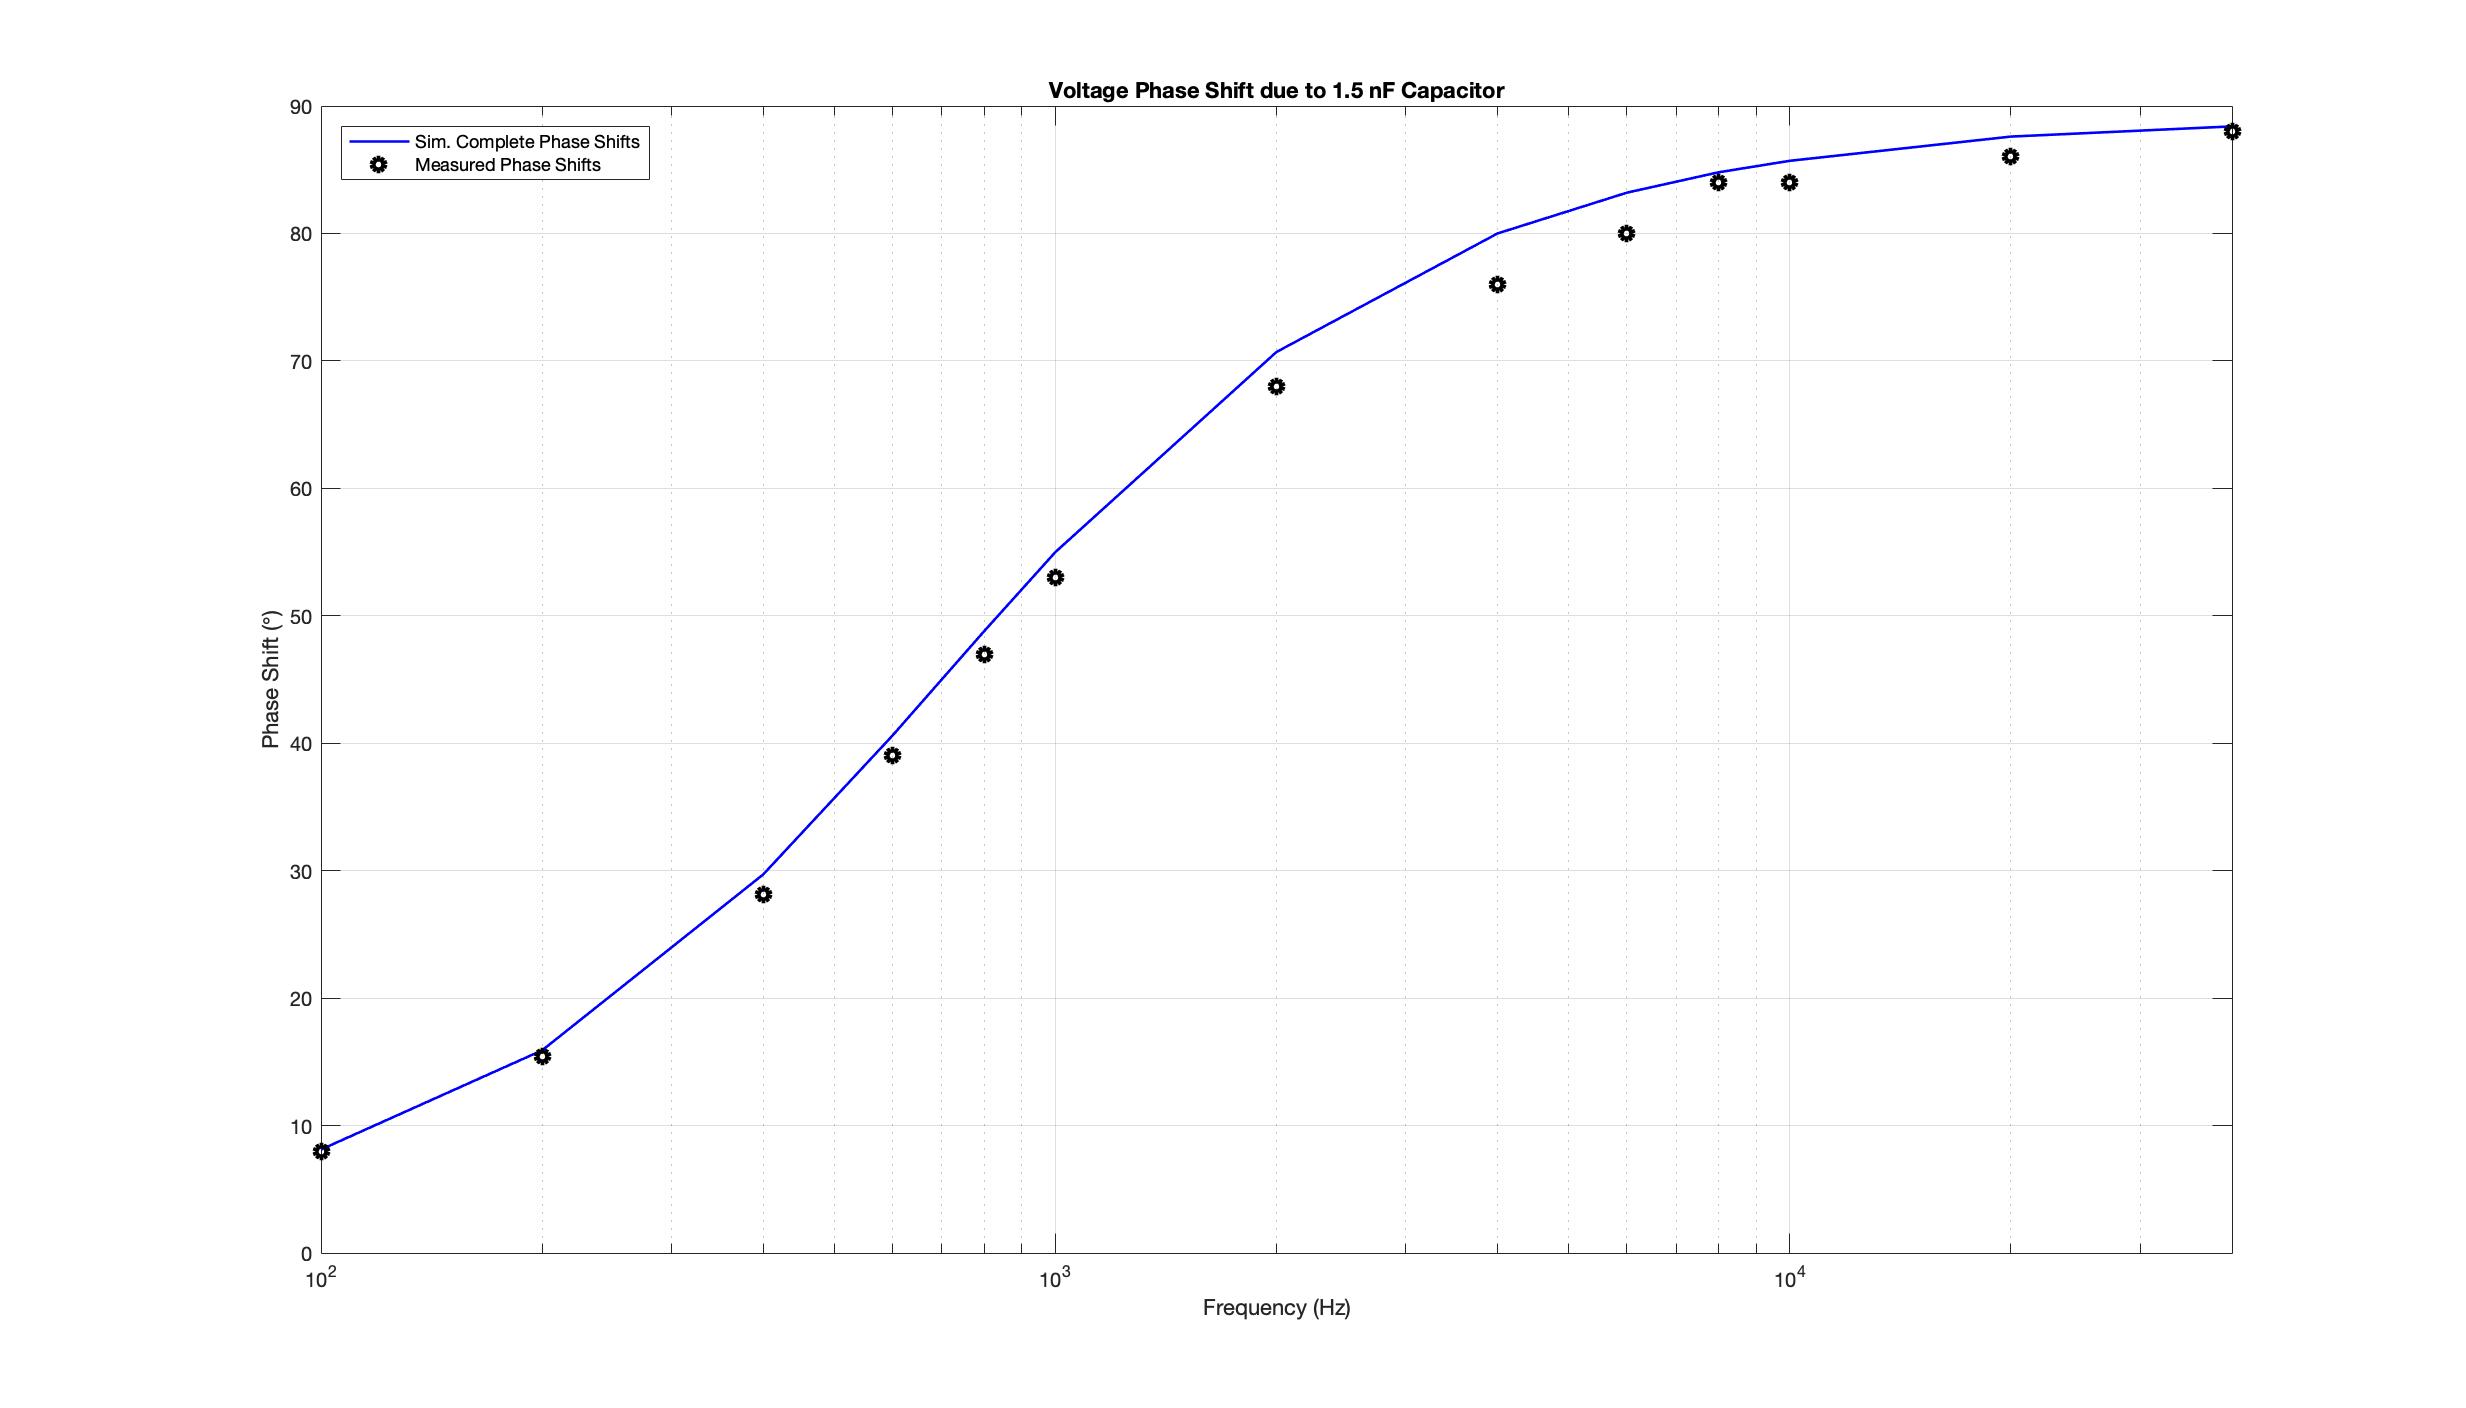 Voltage Phase Shift due to 1.5 nF Capacitor
Sim. Complete Phase Shifts
Measured Phase Shifts
90
80
70
60
50
40
30
20
10
0
Phase Shift (°)
10²
10³
10⁴
Frequency (Hz)